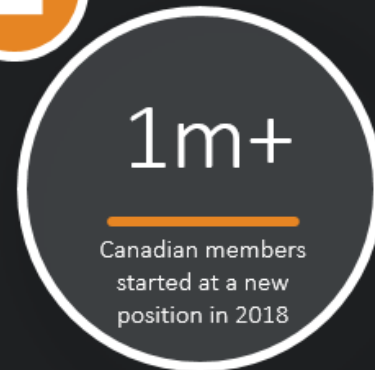 1m+
Canadian members
started at a new
position in 2018